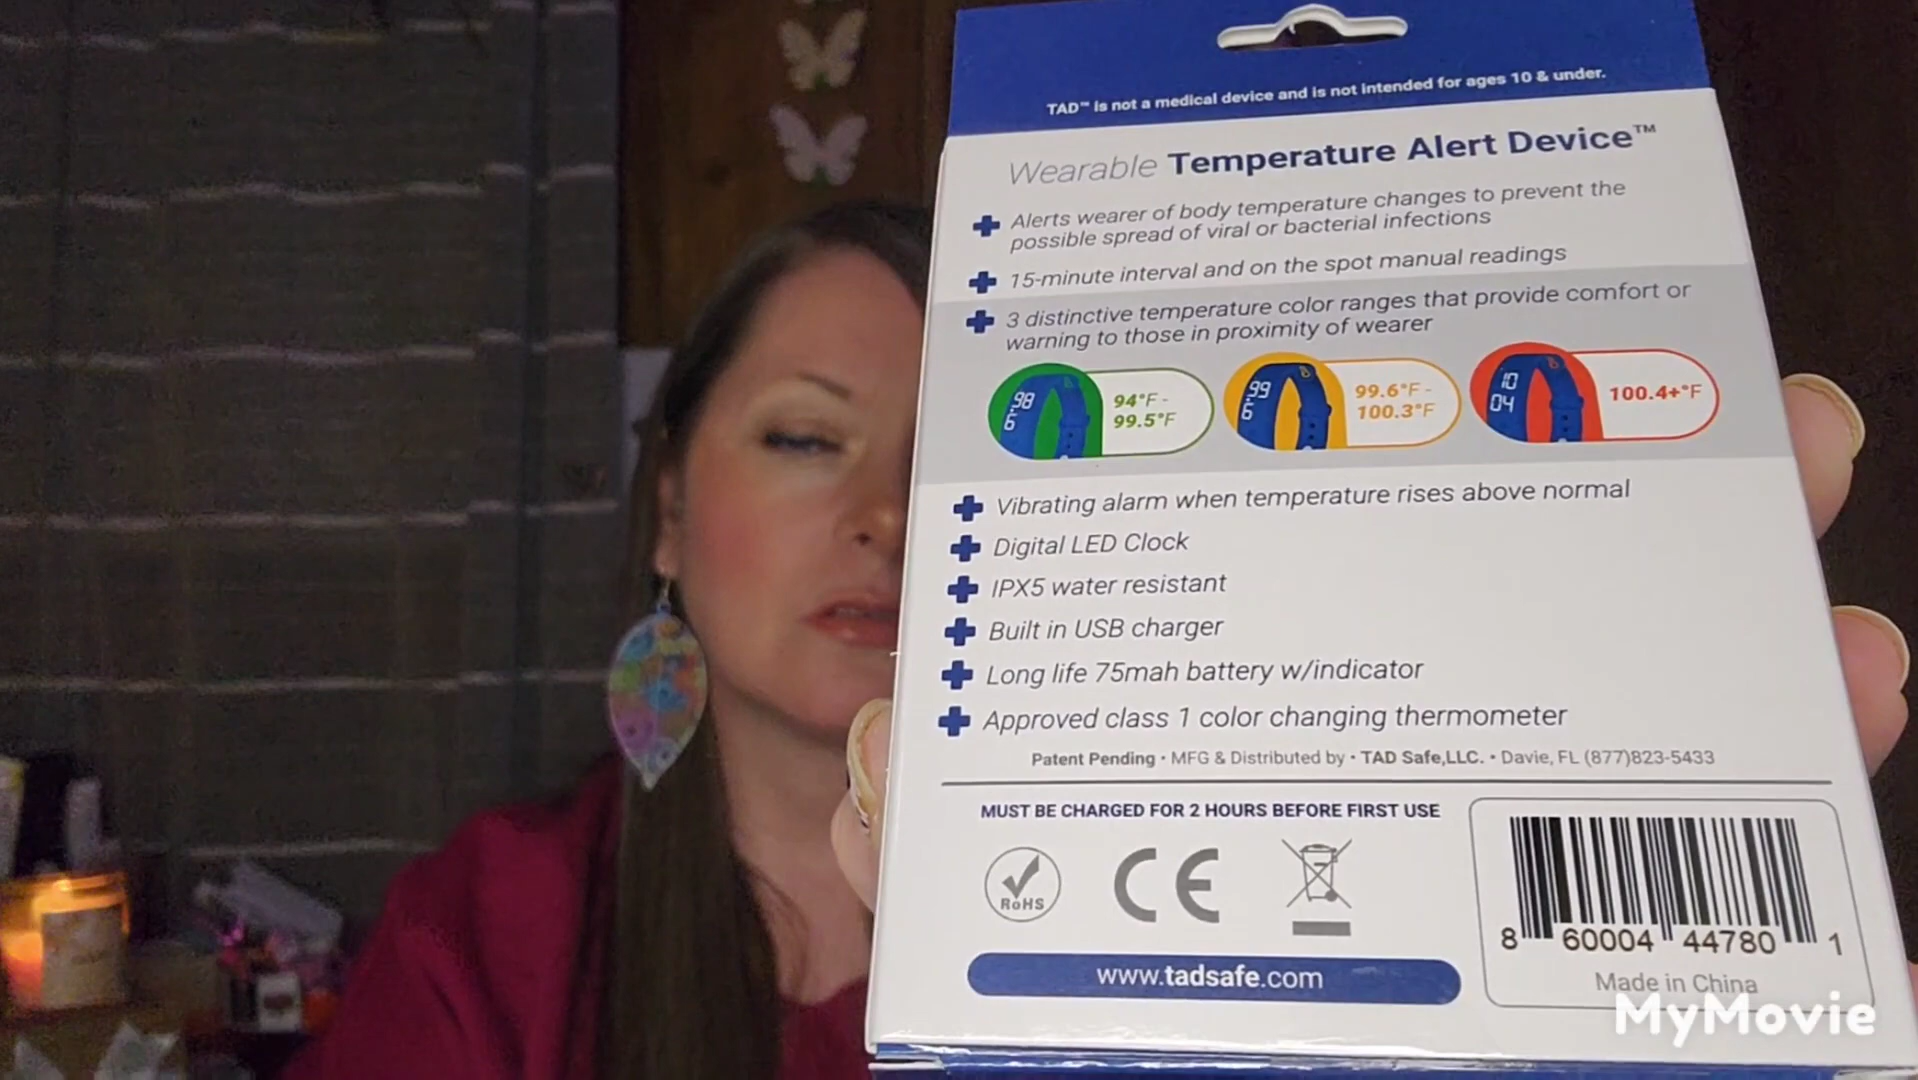 TAD™ is not a medical device and is not intended for ages 10 & under.
Wearable Temperature Alert Device™
Alerts wearer of body temperature changes to prevent the
possible spread of viral or bacterial infections
15-minute interval and on the spot manual readings
3 distinctive temperature color ranges that provide comfort or
warning to those in proximity of wearer
98
.6
94°F -
99.5°F
99
.6
99.6°F -
100.3°F
10
04
100.4+°F
Vibrating alarm when temperature rises above normal
Digital LED Clock
IPX5 water resistant
Built in USB charger
Long life 75mah battery w/indicator
Approved class 1 color changing thermometer
Patent Pending • MFG & Distributed by • TAD Safe,LLC. • Davie, FL (877)823-5433
MUST BE CHARGED FOR 2 HOURS BEFORE FIRST USE
RoHS
CE
www.tadsafe.com
8 60004 44780 1
Made in China
MyMovie